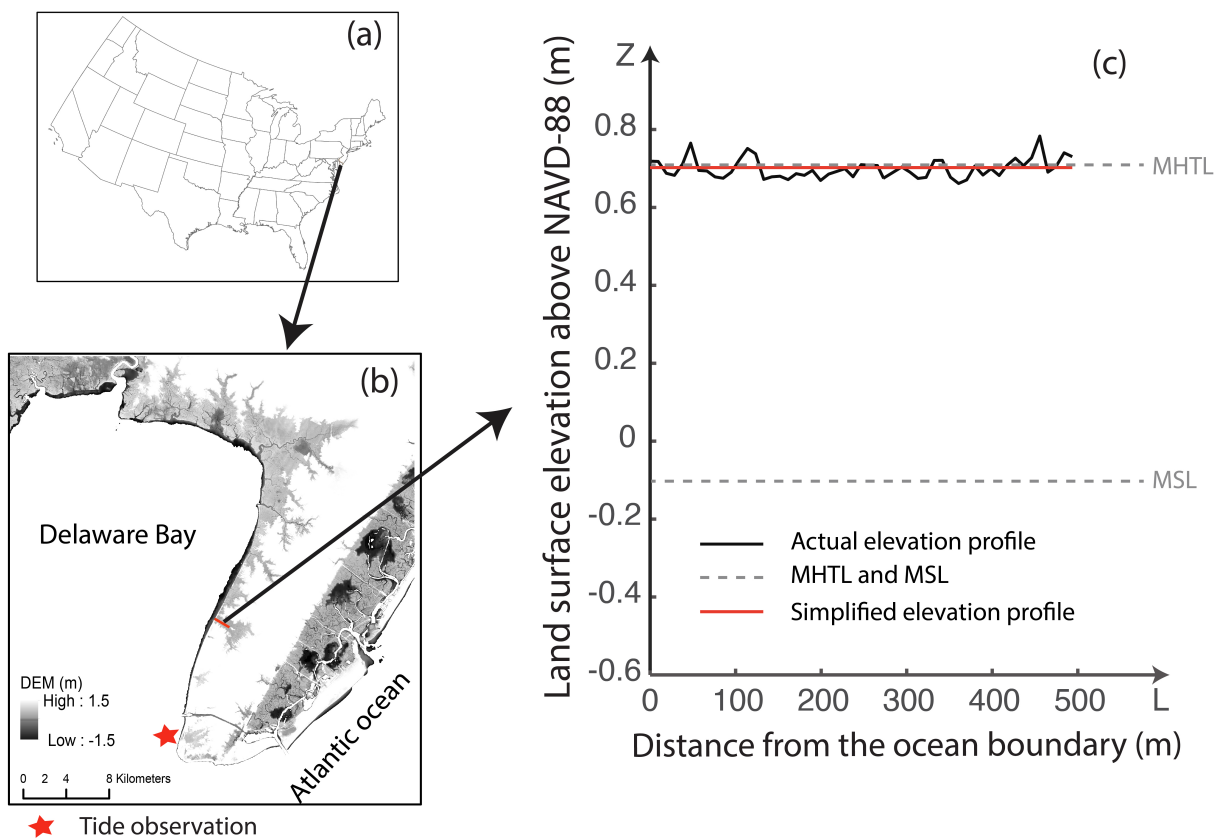 (a)
(b)
Delaware Bay
Atlantic ocean
DEM (m)
High : 1.5
Low : -1.5
0 2 4 8 Kilometers
Tide observation
(c)
Z
Land surface elevation above NAVD-88 (m)
0.8
0.6
0.4
0.2
0
-0.2
-0.4
-0.6
MHTL
MSL
Actual elevation profile
MHTL and MSL
Simplified elevation profile
0 100 200 300 400 500 L
Distance from the ocean boundary (m)